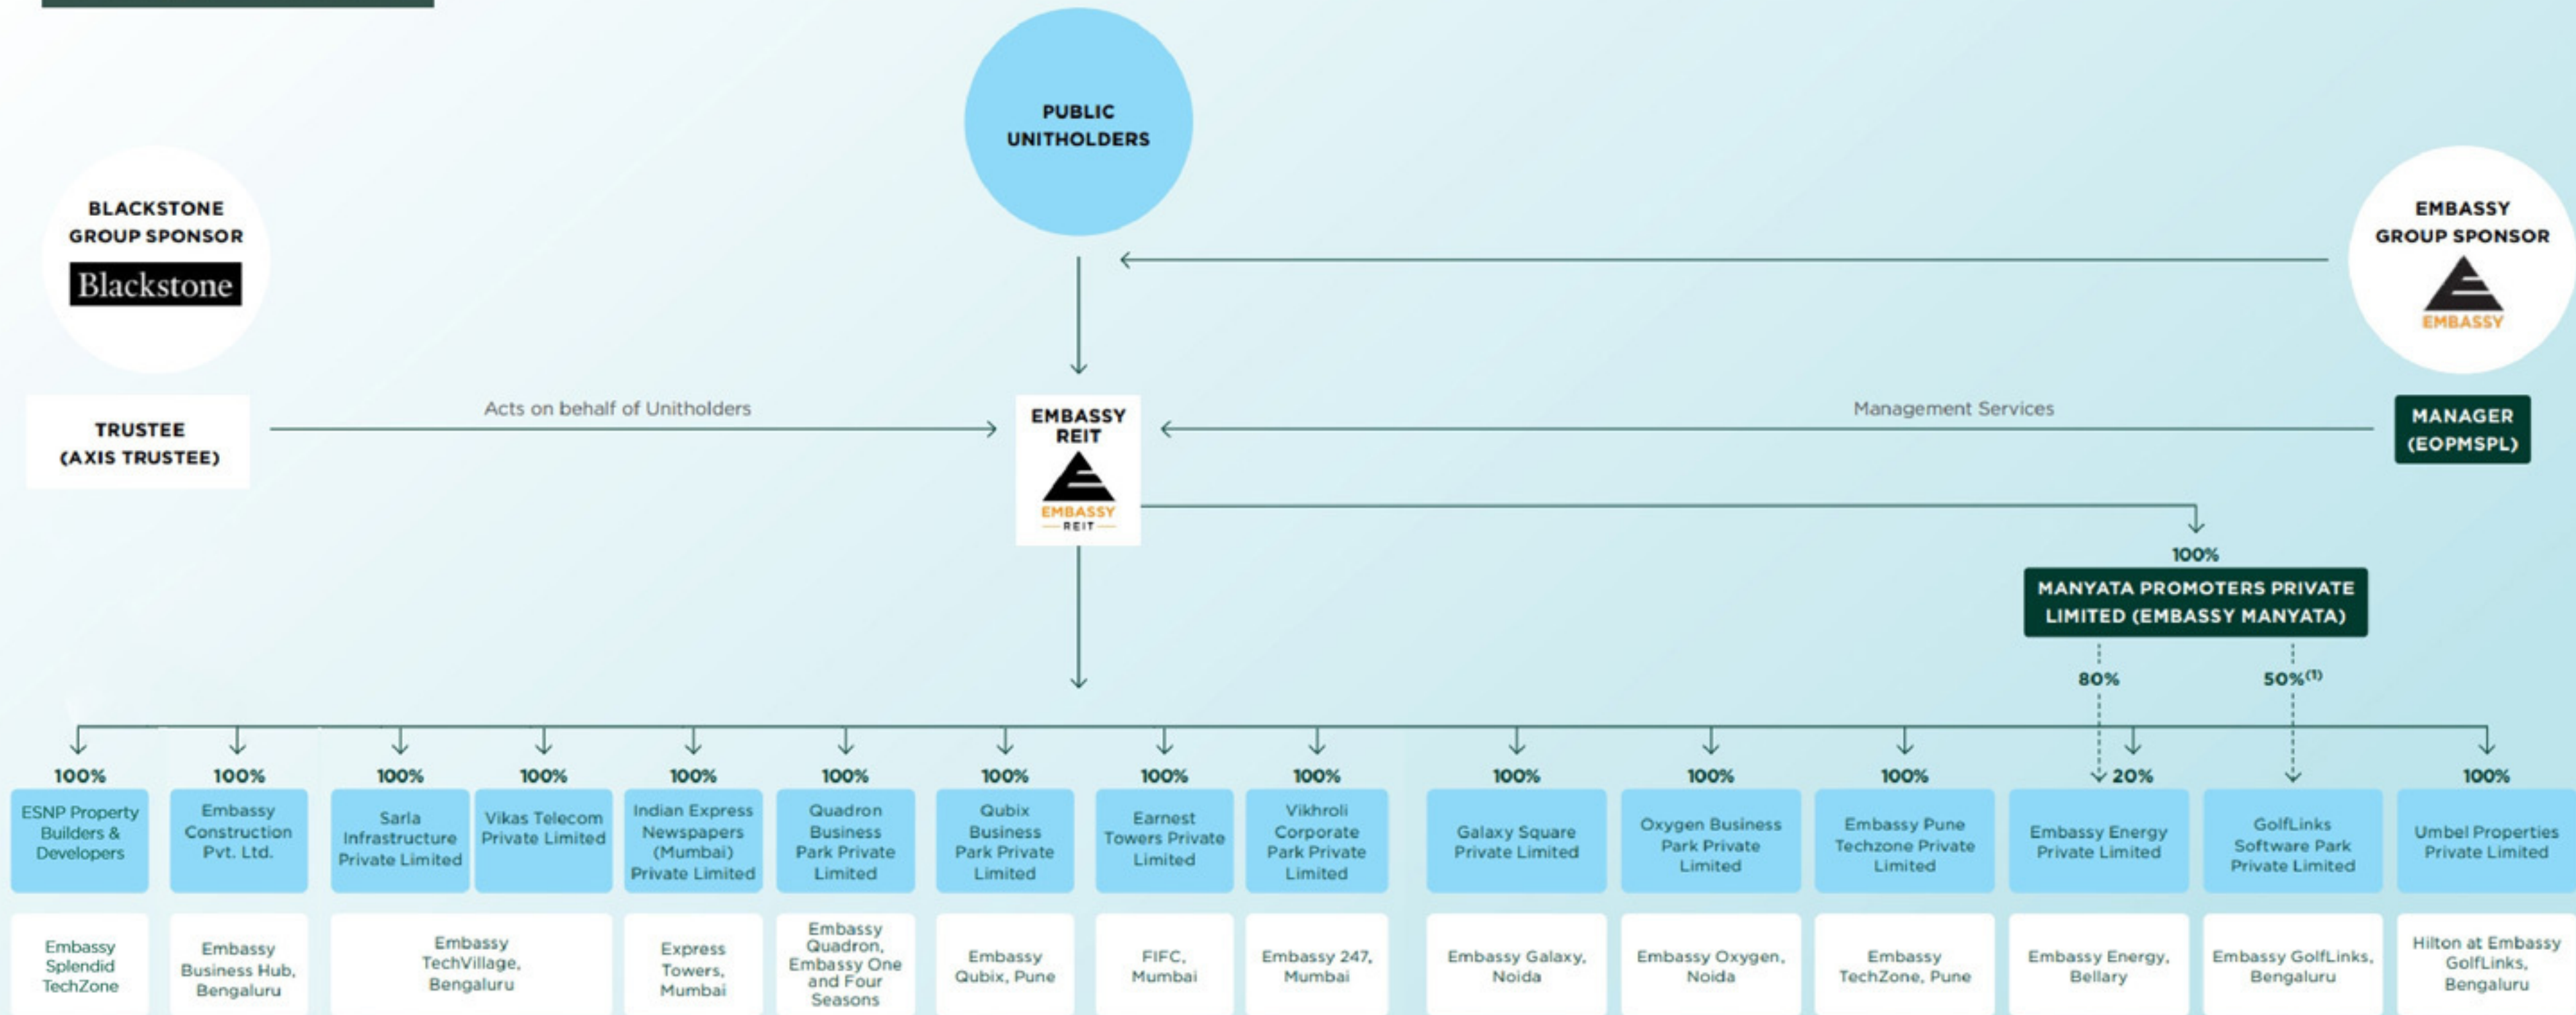 PUBLIC
UNITHOLDERS
BLACKSTONE
GROUP SPONSOR
Blackstone
EMBASSY
GROUP SPONSOR
EMBASSY
TRUSTEE
(AXIS TRUSTEE)
Acts on behalf of Unitholders
EMBASSY
REIT
EMBASSY
REIT
Management Services
MANAGER
(EOPMSPL)
100%
MANYATA PROMOTERS PRIVATE
LIMITED (EMBASSY MANYATA)
80%
50%(1)
100%
100%
100%
100%
100%
100%
100%
100%
100%
100%
100%
100%
20%
100%
ESNP Property
Builders &
Developers
Embassy
Construction
Pvt. Ltd.
Sarla
Infrastructure
Private Limited
Vikas Telecom
Private Limited
Indian Express
Newspapers
(Mumbai)
Private Limited
Quadron
Business
Park Private
Limited
Qubix
Business
Park Private
Limited
Earnest
Towers Private
Limited
Vikhroli
Corporate
Park Private
Limited
Galaxy Square
Private Limited
Oxygen Business
Park Private
Limited
Embassy Pune
Techzone Private
Limited
Embassy Energy
Private Limited
GolfLinks
Software Park
Private Limited
Umbel Properties
Private Limited
Embassy
Splendid
TechZone
Embassy
Business Hub,
Bengaluru
Embassy
TechVillage,
Bengaluru
Express
Towers,
Mumbai
Embassy
Quadron,
Embassy One
and Four
Seasons
Embassy
Qubix, Pune
FIFC,
Mumbai
Embassy 247,
Mumbai
Embassy Galaxy,
Noida
Embassy Oxygen,
Noida
Embassy
TechZone, Pune
Embassy Energy,
Bellary
Embassy GolfLinks,
Bengaluru
Hilton at Embassy
GolfLinks,
Bengaluru